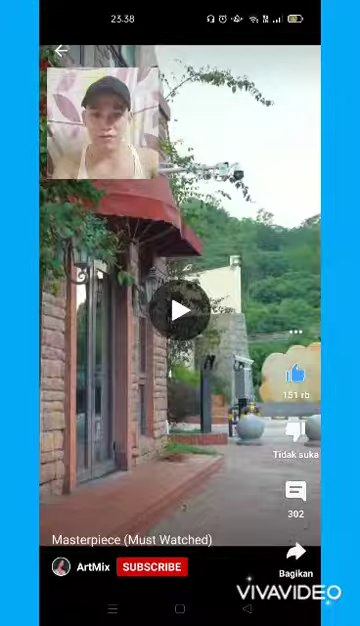 23.38
151 rb
Tidak suka
302
Bagikan
Masterpiece (Must Watched)
ArtMix
SUBSCRIBE
VIVAVIDEO